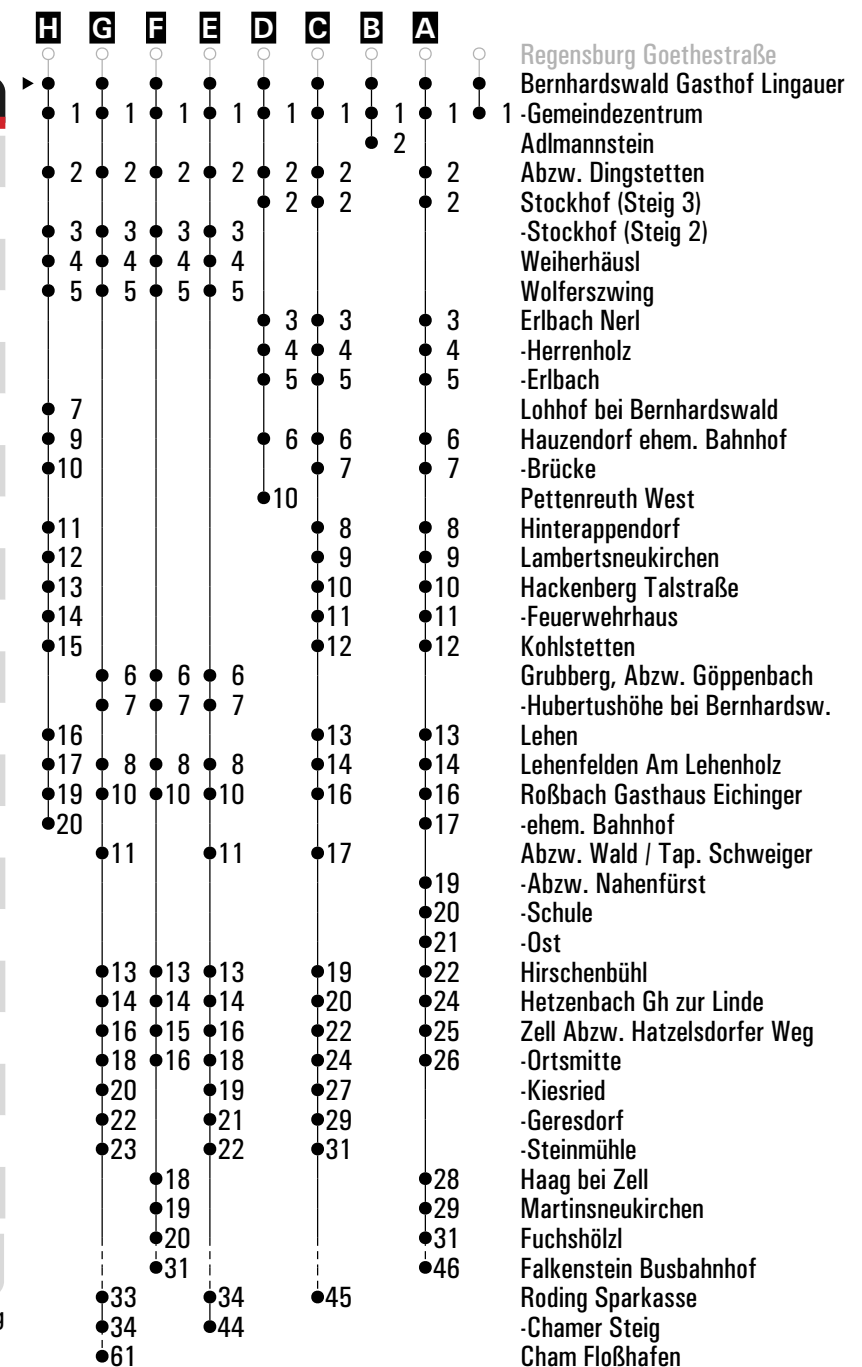 H G F E D C B A
Regensburg Goethestraße
Bernhardswald Gasthof Lingauer
1 1 1 1 1 1 1 1 1 -Gemeindezentrum
2 Adlmannstein
2 2 2 2 2 2 2 Abzw. Dingstetten
2 2 2 Stockhof (Steig 3)
3 3 3 3 -Stockhof (Steig 2)
4 4 4 4 Weiherhäusl
5 5 5 5 Wolferszwing
3 3 3 Erlbach Nerl
4 4 4 -Herrenholz
5 5 5 -Erlbach
7 Lohhof bei Bernhardswald
9 6 6 6 Hauzendorf ehem. Bahnhof
10 7 7 -Brücke
10 Pettenreuth West
11 8 8 Hinterappendorf
12 9 9 Lambertsneukirchen
13 10 10 Hackenberg Talstraße
14 11 11 -Feuerwehrhaus
15 12 12 Kohlstetten
6 6 6 Grubberg, Abzw. Göppenbach
7 7 7 -Hubertushöhe bei Bernhardsw.
16 13 13 Lehen
17 8 8 8 14 14 Lehenfelden Am Lehenholz
19 10 10 10 16 16 Roßbach Gasthaus Eichinger
20 17 -ehem. Bahnhof
11 11 17 Abzw. Wald / Tap. Schweiger
19 -Abzw. Nahenfürst
20 -Schule
21 -Ost
13 13 13 19 22 Hirschenbühl
14 14 14 20 24 Hetzenbach Gh zur Linde
16 15 16 22 25 Zell Abzw. Hatzelsdorfer Weg
18 16 18 24 26 -Ortsmitte
20 19 27 -Kiesried
22 21 29 -Geresdorf
23 22 31 -Steinmühle
18 28 Haag bei Zell
19 29 Martinsneukirchen
20 31 Fuchshölzl
31 46 Falkenstein Busbahnhof
33 34 45 Roding Sparkasse
34 44 -Chamer Steig
61 Cham Floßhafen